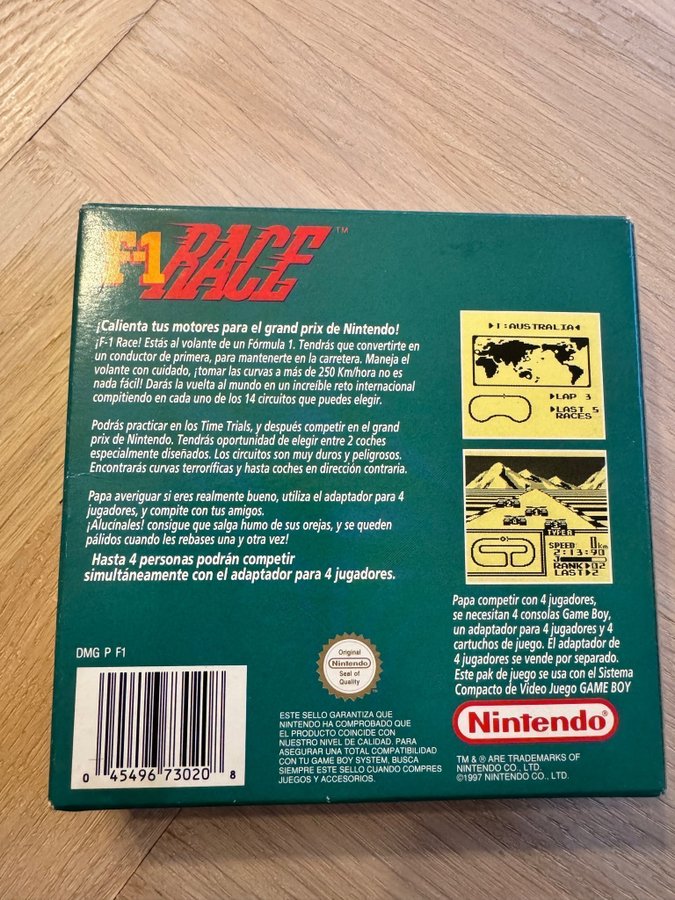 F-1 RACE™
¡Calienta tus motores para el grand prix de Nintendo!
¡F-1 Race! Estás al volante de un Fórmula 1. Tendrás que convertirte en
un conductor de primera, para mantenerte en la carretera. Maneja el
volante con cuidado, ¡tomar las curvas a más de 250 Km/hora no es
nada fácil! Darás la vuelta al mundo en un increíble reto internacional
compitiendo en cada uno de los 14 circuitos que puedes elegir.
Podrás practicar en los Time Trials, y después competir en el grand
prix de Nintendo. Tendrás oportunidad de elegir entre 2 coches
especialmente diseñados. Los circuitos son muy duros y peligrosos.
Encontrarás curvas terroríficas y hasta coches en dirección contraria.
Papa averiguar si eres realmente bueno, utiliza el adaptador para 4
jugadores, y compite con tus amigos.
¡Alucínales! consigue que salga humo de sus orejas, y se queden
pálidos cuando les rebases una y otra vez!
Hasta 4 personas podrán competir
simultáneamente con el adaptador para 4 jugadores.
1:AUSTRALIA
LAP 3
LAST 5
RACES
2
4
3
TYPER
SPEED 0km
2:13:90
RANK 02
LAST 2
Papa competir con 4 jugadores,
se necesitan 4 consolas Game Boy,
un adaptador para 4 jugadores y 4
cartuchos de juego. El adaptador de
4 jugadores se vende por separado.
Este pak de juego se usa con el Sistema
Compacto de Video Juego GAME BOY
DMG P F1
0 45496 73020 8
Original
Nintendo
Seal of
Quality
ESTE SELLO GARANTIZA QUE
NINTENDO HA COMPROBADO QUE
EL PRODUCTO COINCIDE CON
NUESTRO NIVEL DE CALIDAD. PARA
ASEGURAR UNA TOTAL COMPATIBILIDAD
CON TU GAME BOY SYSTEM, BUSCA
SIEMPRE ESTE SELLO CUANDO COMPRES
JUEGOS Y ACCESORIOS.
Nintendo®
TM & ® ARE TRADEMARKS OF
NINTENDO CO., LTD.
©1997 NINTENDO CO., LTD.